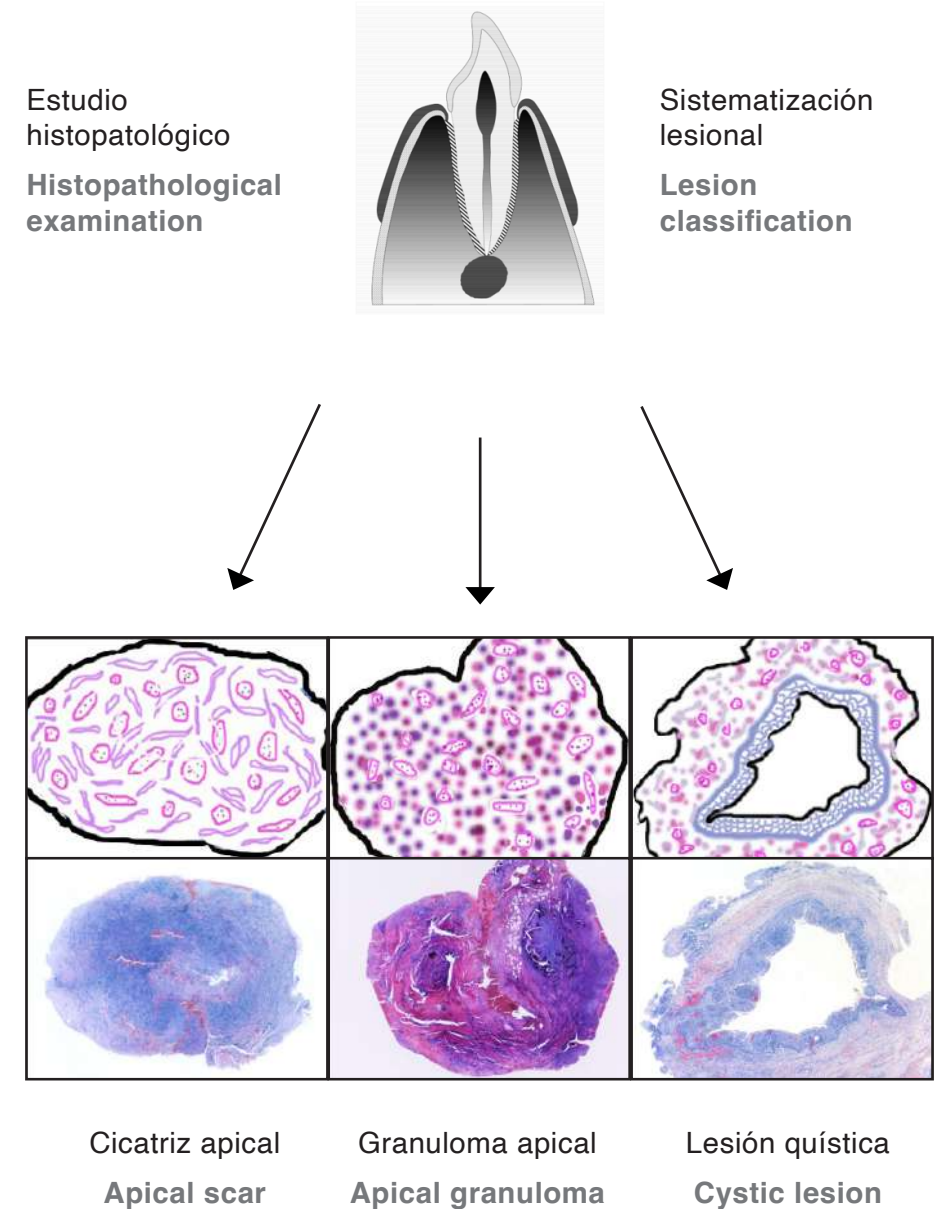 Estudio
histopatológico
Histopathological
examination
Sistematización
lesional
Lesion
classification
Cicatriz apical
Apical scar
Granuloma apical
Apical granuloma
Lesión quística
Cystic lesion